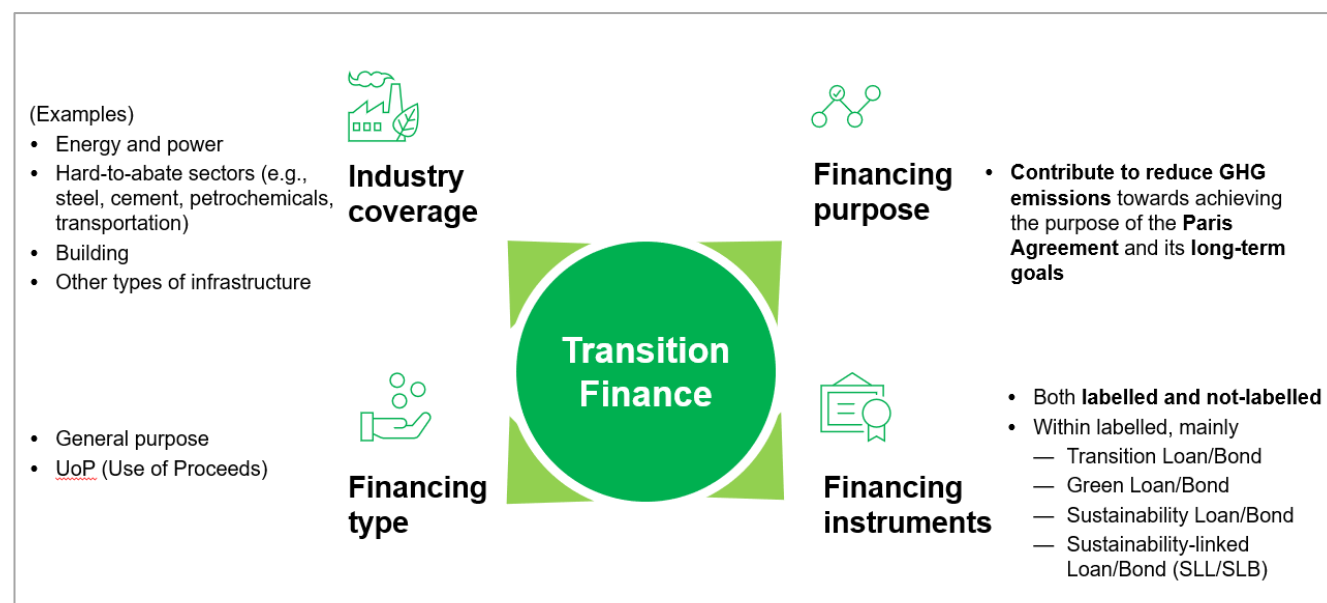 (Examples)
• Energy and power
• Hard-to-abate sectors (e.g.,
steel, cement, petrochemicals,
transportation)
• Building
• Other types of infrastructure
Industry
coverage
Financing
purpose
• Contribute to reduce GHG
emissions towards achieving
the purpose of the Paris
Agreement and its long-term
goals
Transition
Finance
• General purpose
• UoP (Use of Proceeds)
Financing
type
Financing
instruments
• Both labelled and not-labelled
• Within labelled, mainly
— Transition Loan/Bond
— Green Loan/Bond
— Sustainability Loan/Bond
— Sustainability-linked
Loan/Bond (SLL/SLB)